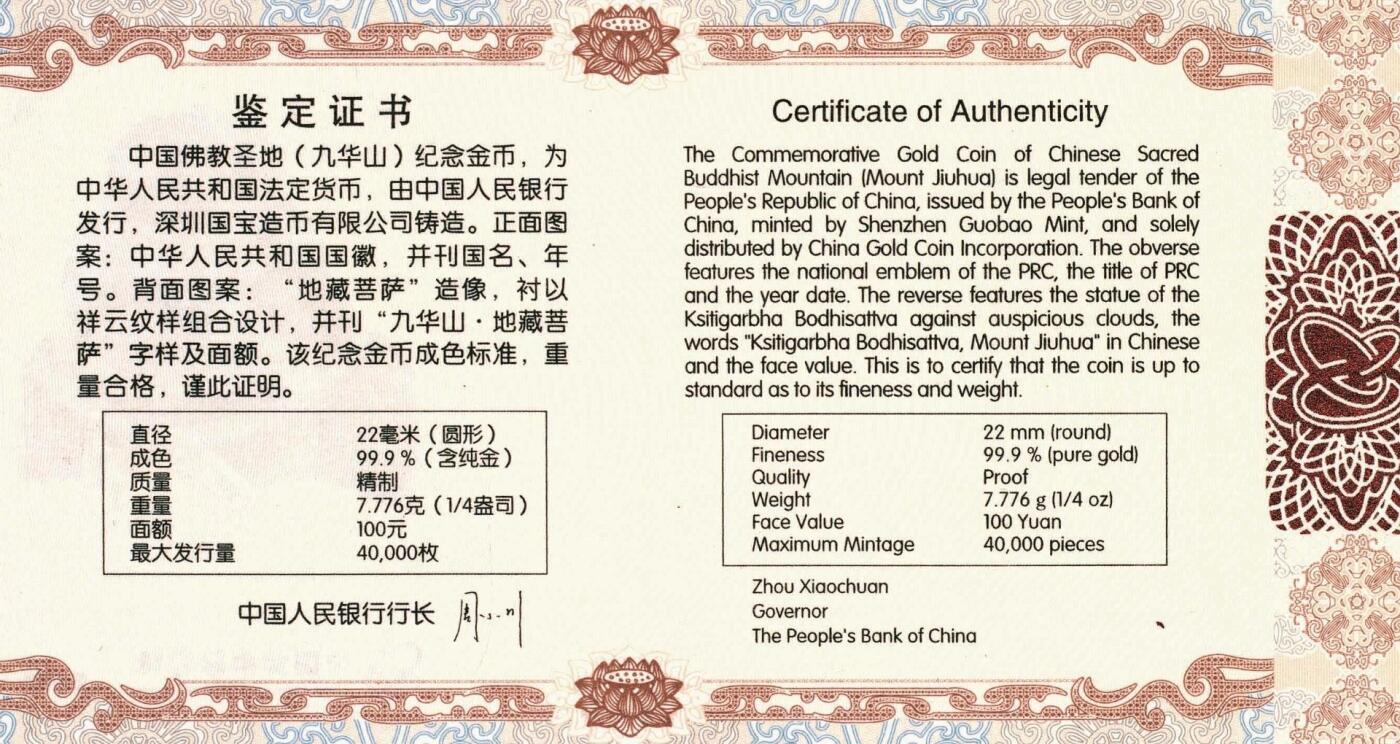 鉴定证书
中国佛教圣地（九华山）纪念金币，为
中华人民共和国法定货币，由中国人民银行
发行，深圳国宝造币有限公司铸造。正面图
案：中华人民共和国国徽，并刊国名、年
号。背面图案：“地藏菩萨”造像，衬以
祥云纹样组合设计，并刊“九华山·地藏菩
萨”字样及面额。该纪念金币成色标准，重
量合格，谨此证明。
直径 22毫米（圆形）
成色 99.9 %（含纯金）
质量 精制
重量 7.776克（1/4盎司）
面额 100元
最大发行量 40,000枚
中国人民银行行长 周小川
Certificate of Authenticity
The Commemorative Gold Coin of Chinese Sacred
Buddhist Mountain (Mount Jiuhua) is legal tender of the
People's Republic of China, issued by the People's Bank of
China, minted by Shenzhen Guobao Mint, and solely
distributed by China Gold Coin Incorporation. The obverse
features the national emblem of the PRC, the title of PRC
and the year date. The reverse features the statue of the
Ksitigarbha Bodhisattva against auspicious clouds, the
words "Ksitigarbha Bodhisattva, Mount Jiuhua" in Chinese
and the face value. This is to certify that the coin is up to
standard as to its fineness and weight.
Diameter 22 mm (round)
Fineness 99.9 % (pure gold)
Quality Proof
Weight 7.776 g (1/4 oz)
Face Value 100 Yuan
Maximum Mintage 40,000 pieces
Zhou Xiaochuan
Governor
The People's Bank of China